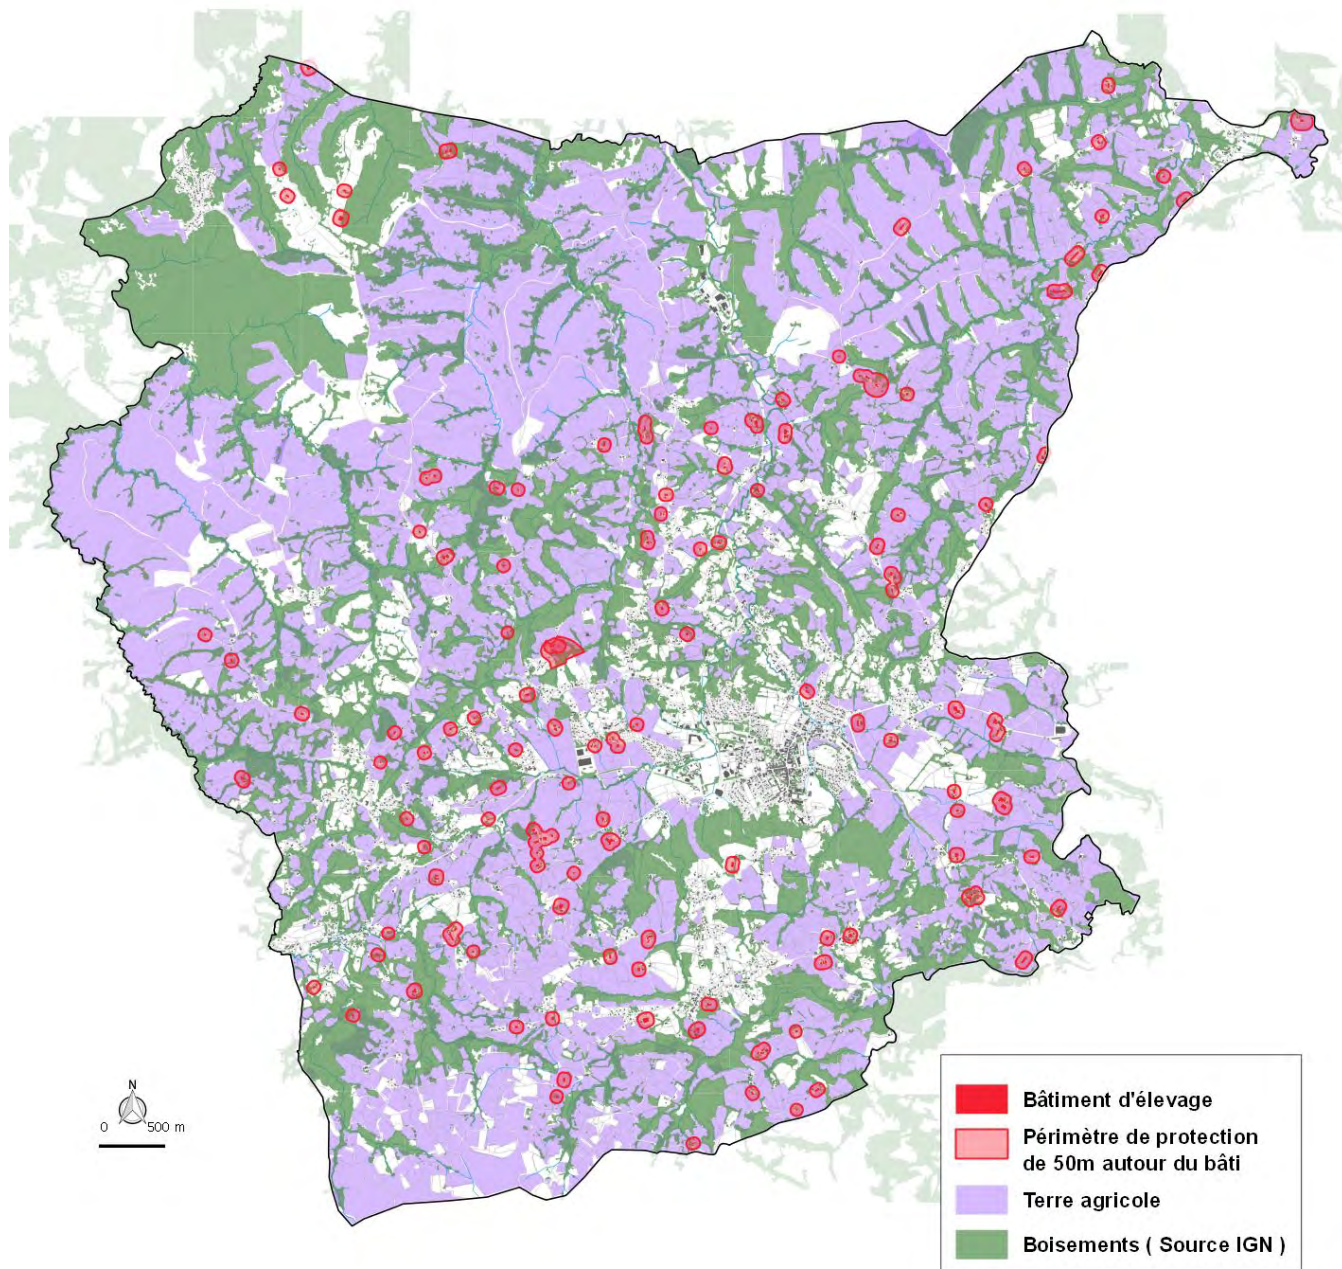 N
0 500 m
Bâtiment d'élevage
Périmètre de protection
de 50m autour du bâti
Terre agricole
Boisements ( Source IGN )